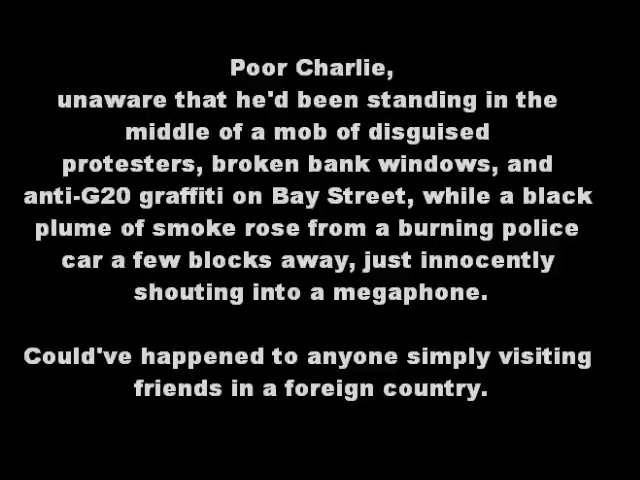 Poor Charlie,
unaware that he'd been standing in the
middle of a mob of disguised
protesters, broken bank windows, and
anti-G20 graffiti on Bay Street, while a black
plume of smoke rose from a burning police
car a few blocks away, just innocently
shouting into a megaphone.
Could've happened to anyone simply visiting
friends in a foreign country.